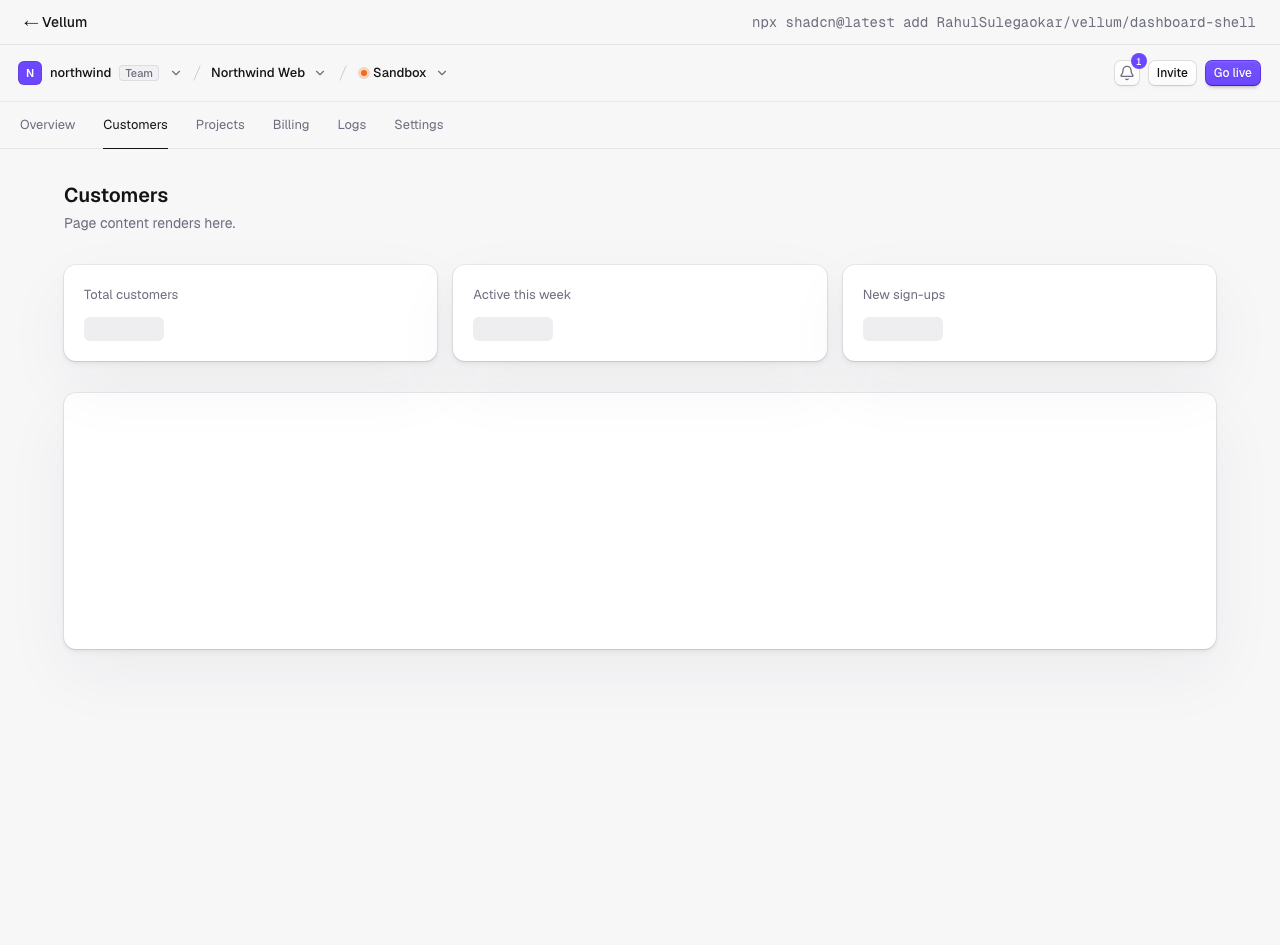 ← Vellum npx shadcn@latest add RahulSulegaokar/vellum/dashboard-shell
N northwind Team / Northwind Web / Sandbox 1 Invite Go live
Overview Customers Projects Billing Logs Settings
Customers
Page content renders here.
Total customers Active this week New sign-ups